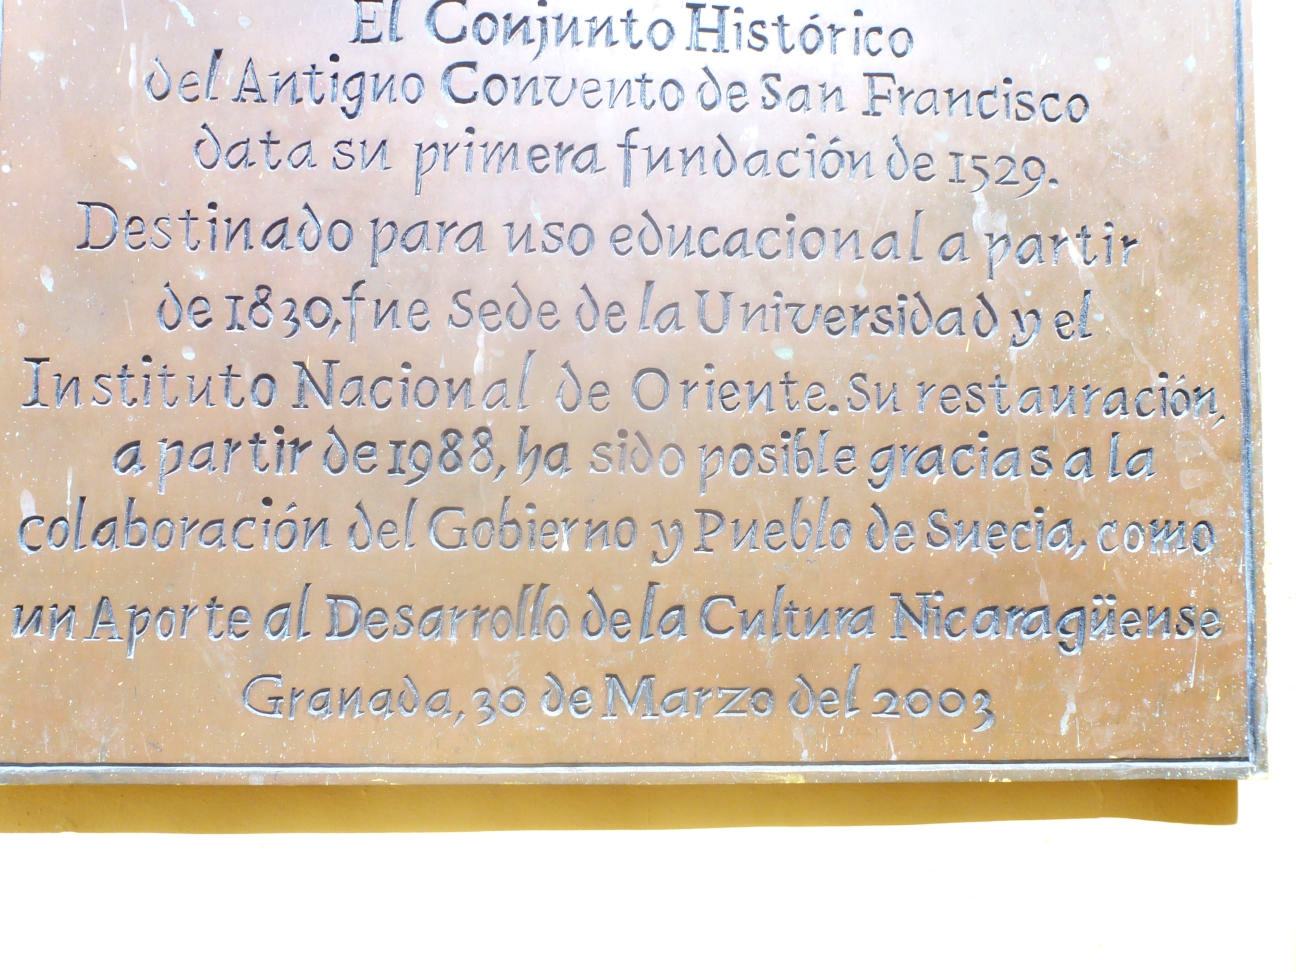 El Conjunto Histórico
del Antiguo Convento de San Francisco
data su primera fundación de 1529.
Destinado para uso educacional a partir
de 1830, fue Sede de la Universidad y el
Instituto Nacional de Oriente. Su restauración,
a partir de 1988, ha sido posible gracias a la
colaboración del Gobierno y Pueblo de Suecia, como
un Aporte al Desarrollo de la Cultura Nicaragüense
Granada, 30 de Marzo del 2003